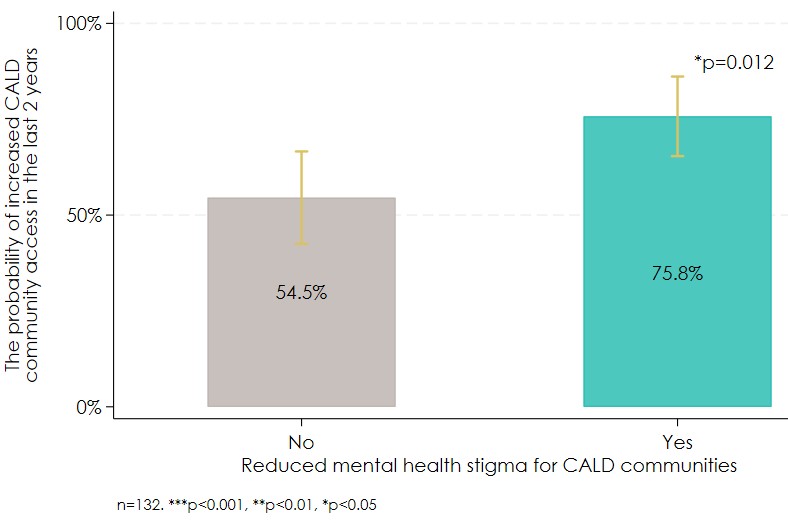 The probability of increased CALD
community access in the last 2 years
100%
50%
0%
*p=0.012
54.5%
75.8%
No
Yes
Reduced mental health stigma for CALD communities
n=132. ***p<0.001, **p<0.01, *p<0.05